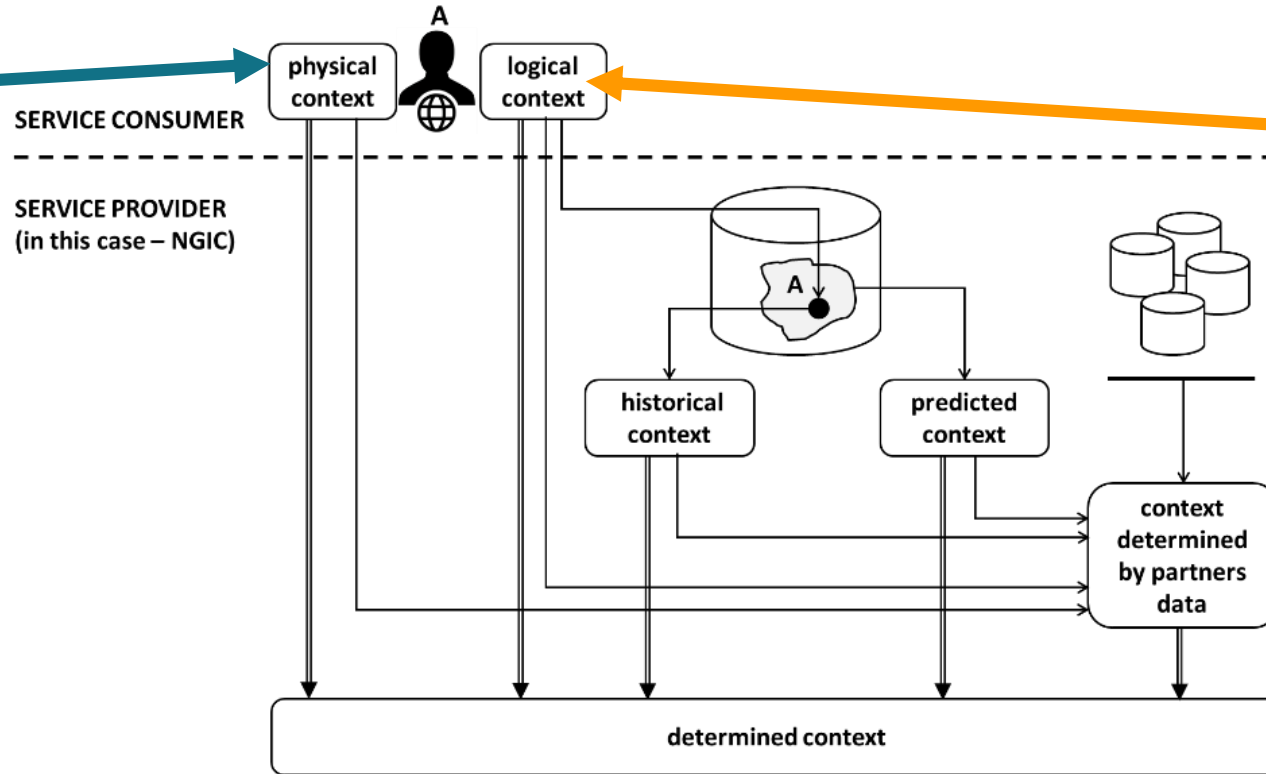 A
physical
context
logical
context
SERVICE CONSUMER
SERVICE PROVIDER
(in this case – NGIC)
A
historical
context
predicted
context
context
determined
by partners
data
determined context